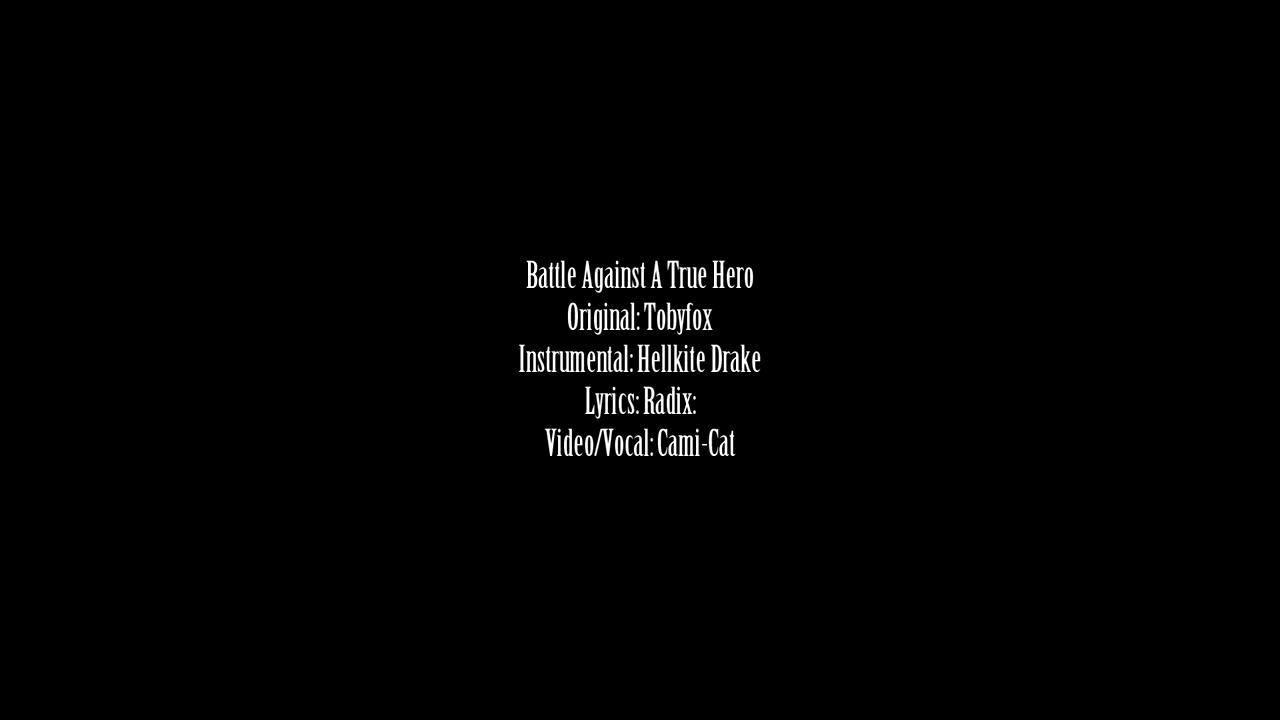 Battle Against A True Hero
Original: Tobyfox
Instrumental: Hellkite Drake
Lyrics: Radix:
Video/Vocal: Cami-Cat